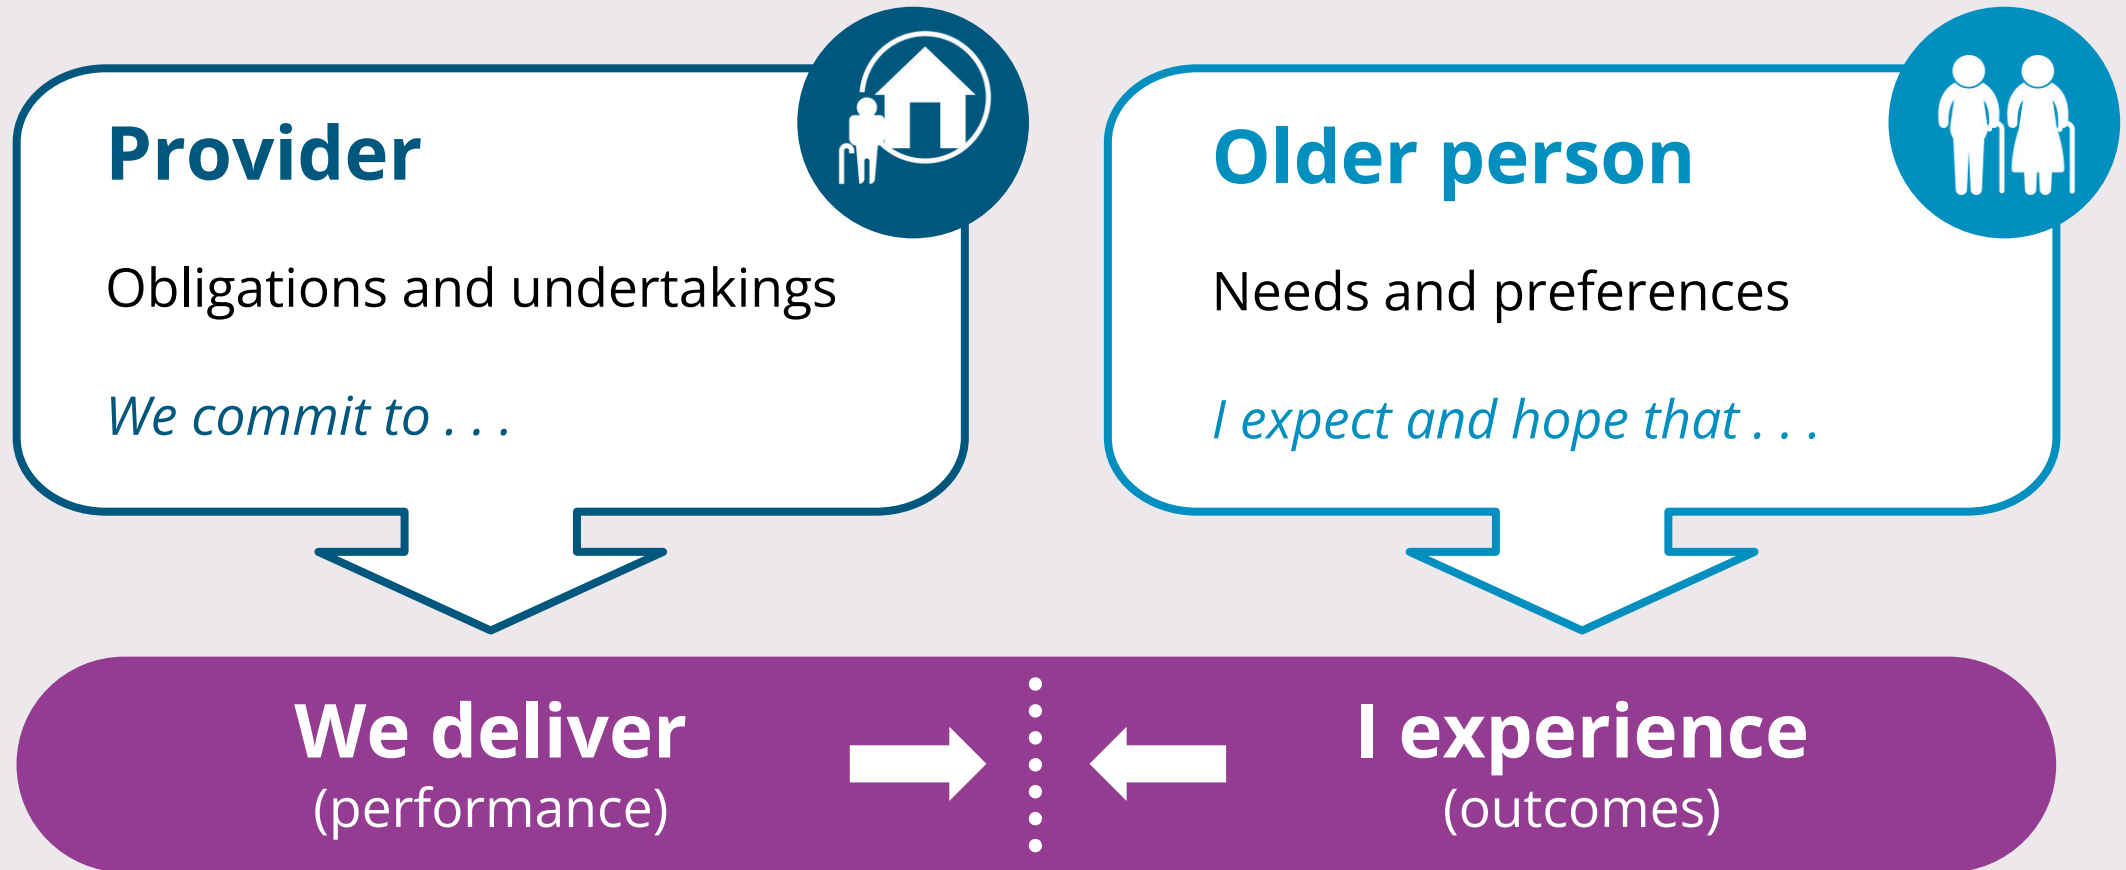 Provider
Obligations and undertakings
We commit to . . .
Older person
Needs and preferences
I expect and hope that . . .
We deliver
(performance)
I experience
(outcomes)